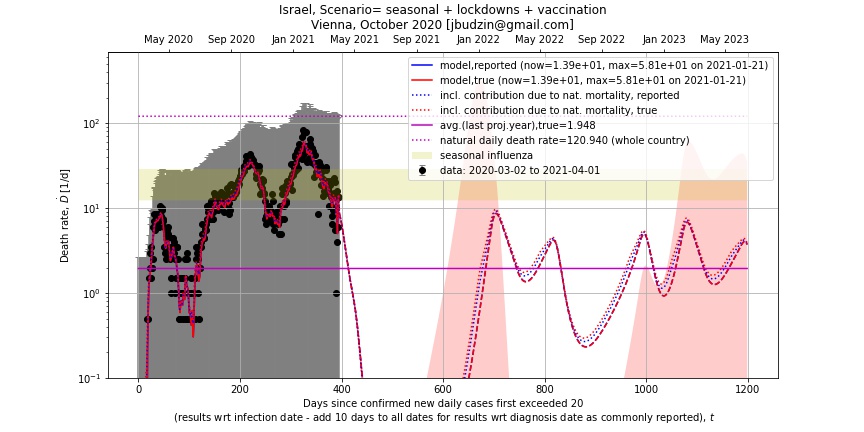 Israel, Scenario= seasonal + lockdowns + vaccination
Vienna, October 2020 [jbudzin@gmail.com]
May 2020 Sep 2020 Jan 2021 May 2021 Sep 2021 Jan 2022 May 2022 Sep 2022 Jan 2023 May 2023
model,reported (now=1.39e+01, max=5.81e+01 on 2021-01-21)
model,true (now=1.39e+01, max=5.81e+01 on 2021-01-21)
incl. contribution due to nat. mortality, reported
incl. contribution due to nat. mortality, true
avg.(last proj.year),true=1.948
natural daily death rate=120.940 (whole country)
seasonal influenza
data: 2020-03-02 to 2021-04-01
Death rate, Ḋ [1/d]
10²
10¹
10⁰
10⁻¹
0 200 400 600 800 1000 1200
Days since confirmed new daily cases first exceeded 20
(results wrt infection date - add 10 days to all dates for results wrt diagnosis date as commonly reported), t